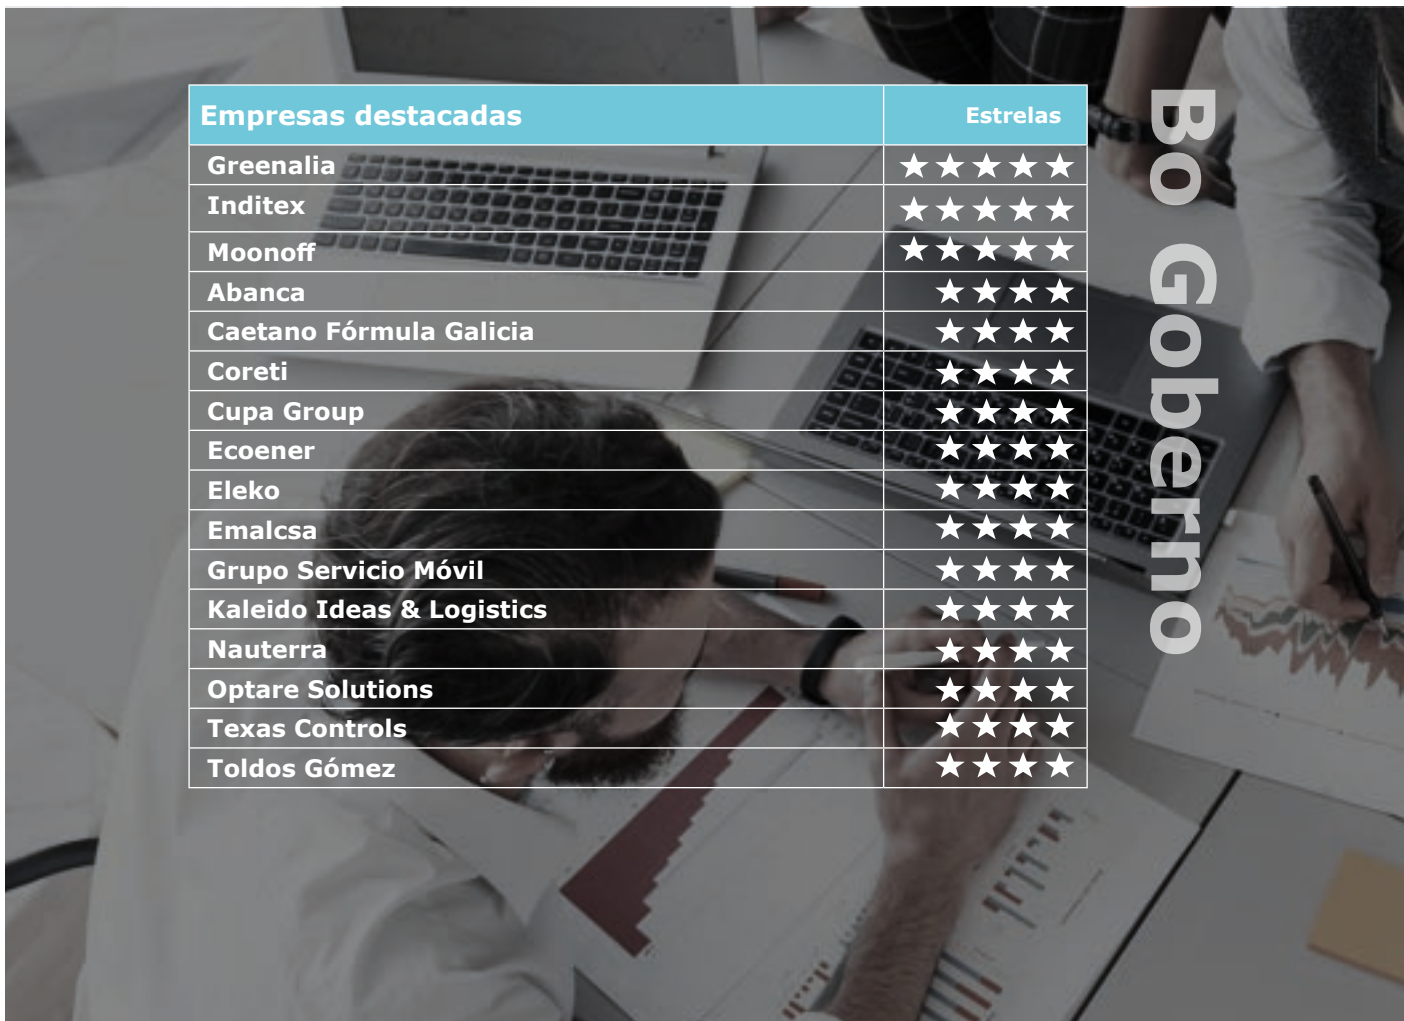 Empresas destacadas Estrelas
Greenalia ★★★★★
Inditex ★★★★★
Moonoff ★★★★★
Abanca ★★★★
Caetano Fórmula Galicia ★★★★
Coreti ★★★★
Cupa Group ★★★★
Ecoener ★★★★
Eleko ★★★★
Emalcsa ★★★★
Grupo Servicio Móvil ★★★★
Kaleido Ideas & Logistics ★★★★
Nauterra ★★★★
Optare Solutions ★★★★
Texas Controls ★★★★
Toldos Gómez ★★★★
Bo Goberno